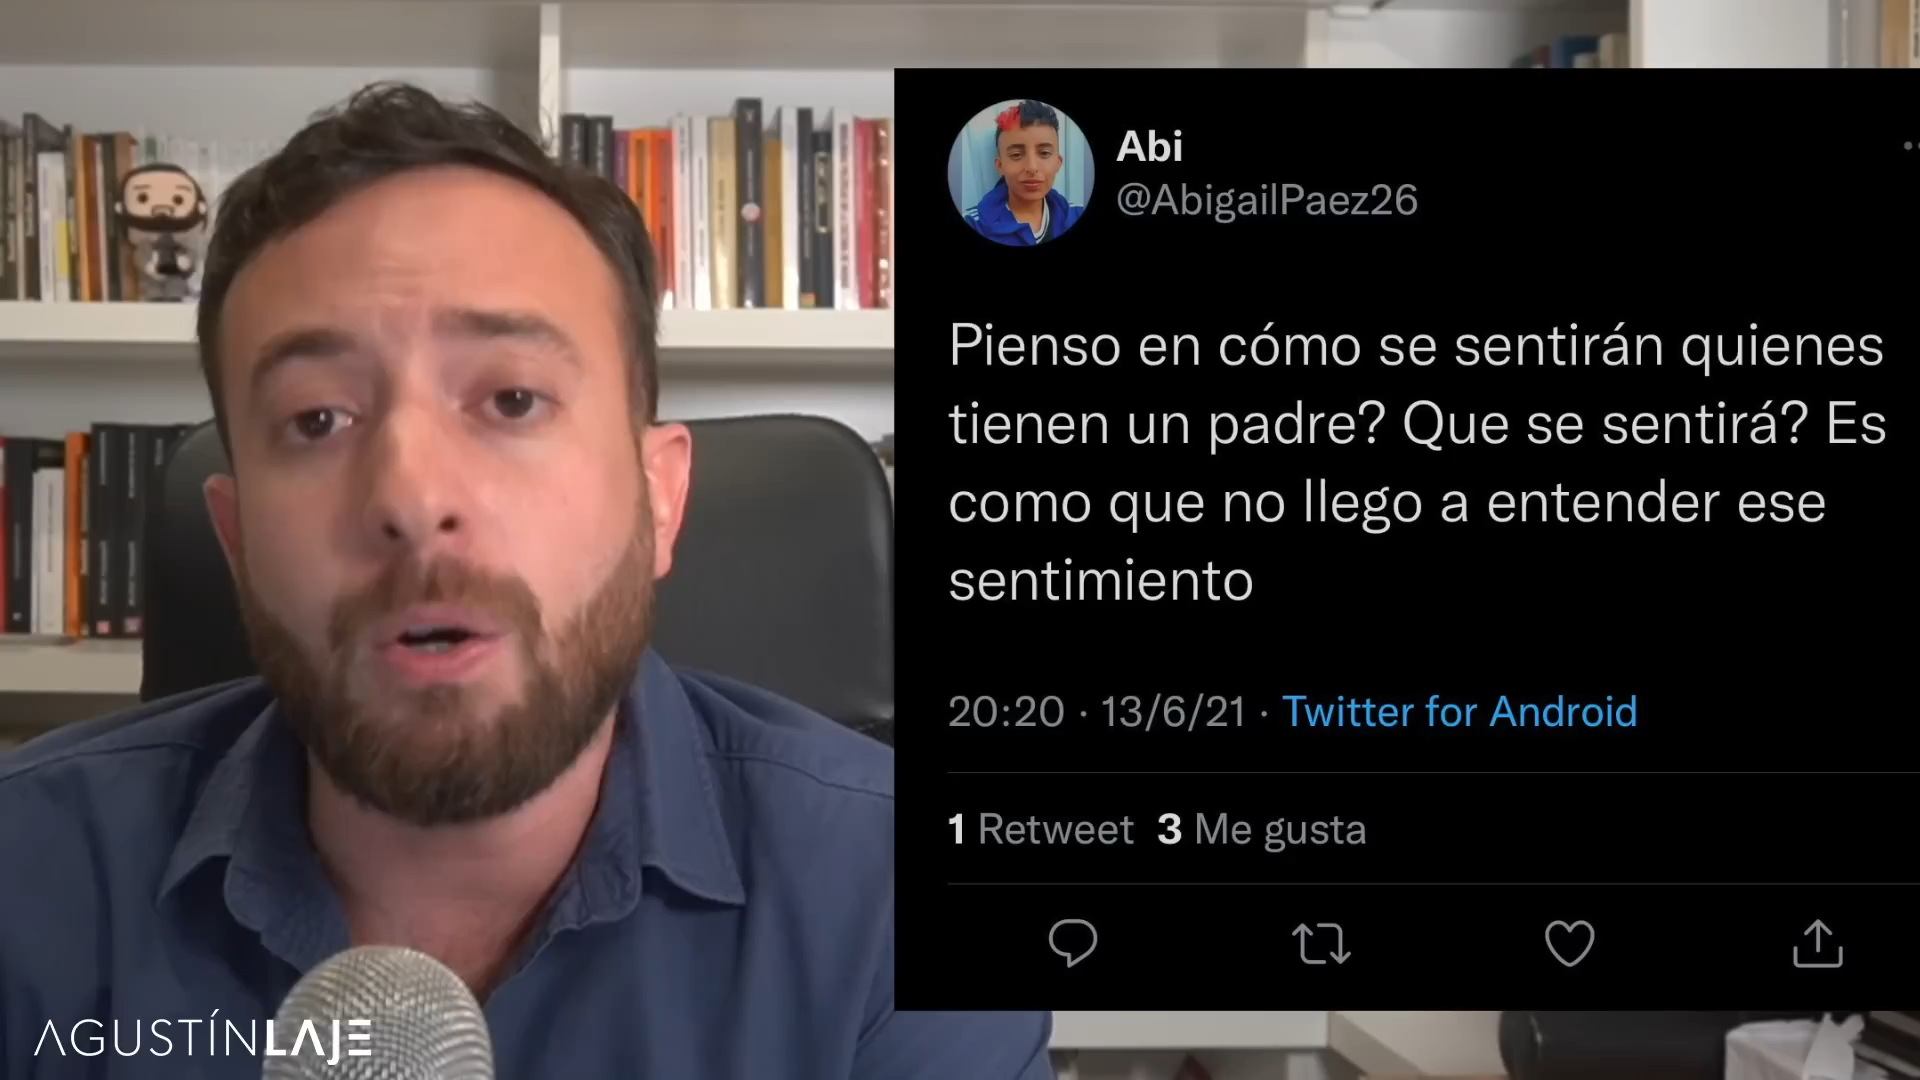 Abi
@AbigailPaez26
Pienso en cómo se sentirán quienes
tienen un padre? Que se sentirá? Es
como que no llego a entender ese
sentimiento
20:20 · 13/6/21 · Twitter for Android
1 Retweet 3 Me gusta
AGUSTÍNLAJE